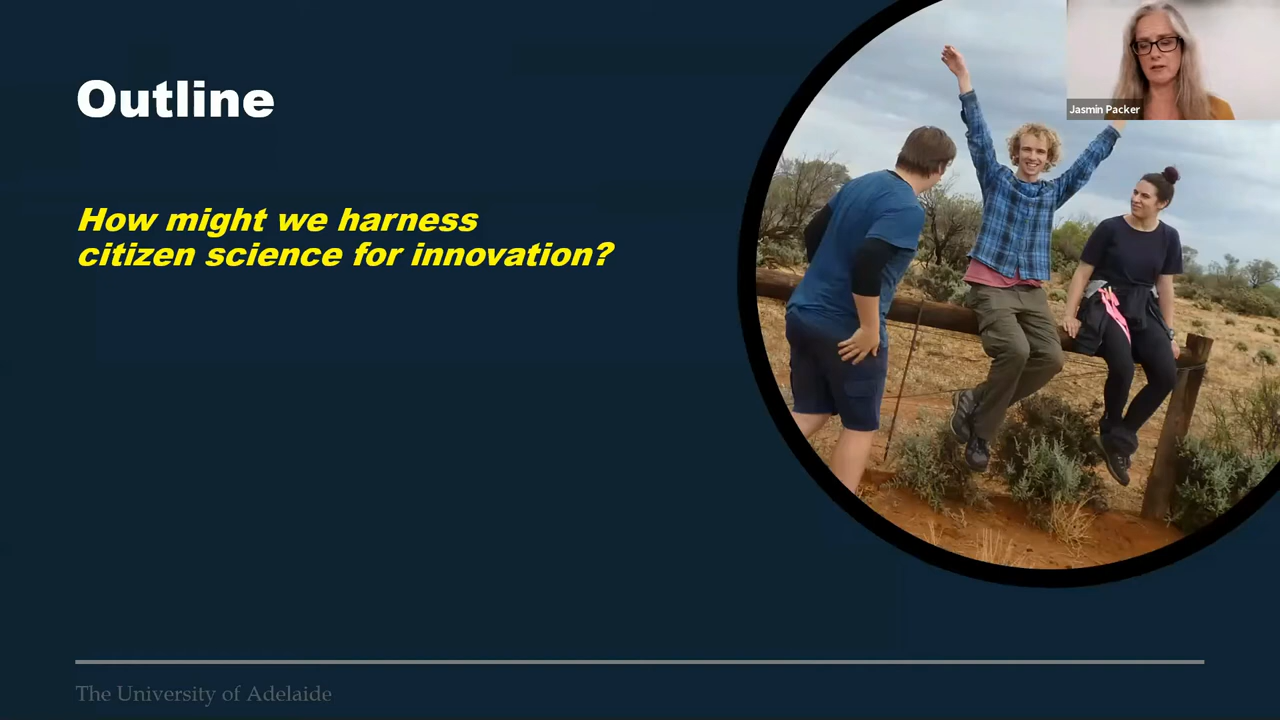 Outline
How might we harness
citizen science for innovation?
Jasmin Packer
The University of Adelaide